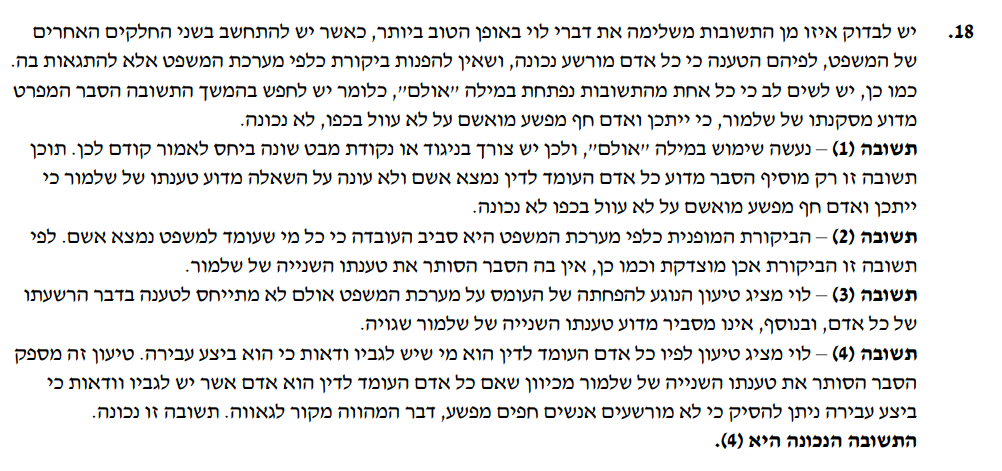 18. יש לבדוק איזו מן התשובות משלימה את דברי לוי באופן הטוב ביותר, כאשר יש להתחשב בשני החלקים האחרים
של המשפט, לפיהם הטענה כי כל אדם מורשע נכונה, ושאין להפנות ביקורת כלפי מערכת המשפט אלא להתגאות בה.
כמו כן, יש לשים לב כי כל אחת מהתשובות נפתחת במילה "אולם", כלומר יש לחפש בהמשך התשובה הסבר המפרט
מדוע מסקנתו של שלמור, כי ייתכן ואדם חף מפשע מואשם על לא עוול בכפו, לא נכונה.
תשובה (1) – נעשה שימוש במילה "אולם", ולכן יש צורך בניגוד או נקודת מבט שונה ביחס לאמור קודם לכן. תוכן
תשובה זו רק מוסיף הסבר מדוע כל אדם העומד לדין נמצא אשם ולא עונה על השאלה מדוע טענתו של שלמור כי
ייתכן ואדם חף מפשע מואשם על לא עוול בכפו לא נכונה.
תשובה (2) – הביקורת המופנית כלפי מערכת המשפט היא סביב העובדה כי כל מי שעומד למשפט נמצא אשם. לפי
תשובה זו הביקורת אכן מוצדקת וכמו כן, אין בה הסבר הסותר את טענתו השנייה של שלמור.
תשובה (3) – לוי מציג טיעון הנוגע להפחתה של העומס על מערכת המשפט אולם לא מתייחס לטענה בדבר הרשעתו
של כל אדם, ובנוסף, אינו מסביר מדוע טענתו השנייה של שלמור שגויה.
תשובה (4) – לוי מציג טיעון לפיו כל אדם העומד לדין הוא מי שיש לגביו ודאות כי הוא ביצע עבירה. טיעון זה מספק
הסבר הסותר את טענתו השנייה של שלמור מכיוון שאם כל אדם העומד לדין הוא אדם אשר יש לגביו וודאות כי
ביצע עבירה ניתן להסיק כי לא מורשעים אנשים חפים מפשע, דבר המהווה מקור לגאווה. תשובה זו נכונה.
התשובה הנכונה היא (4).